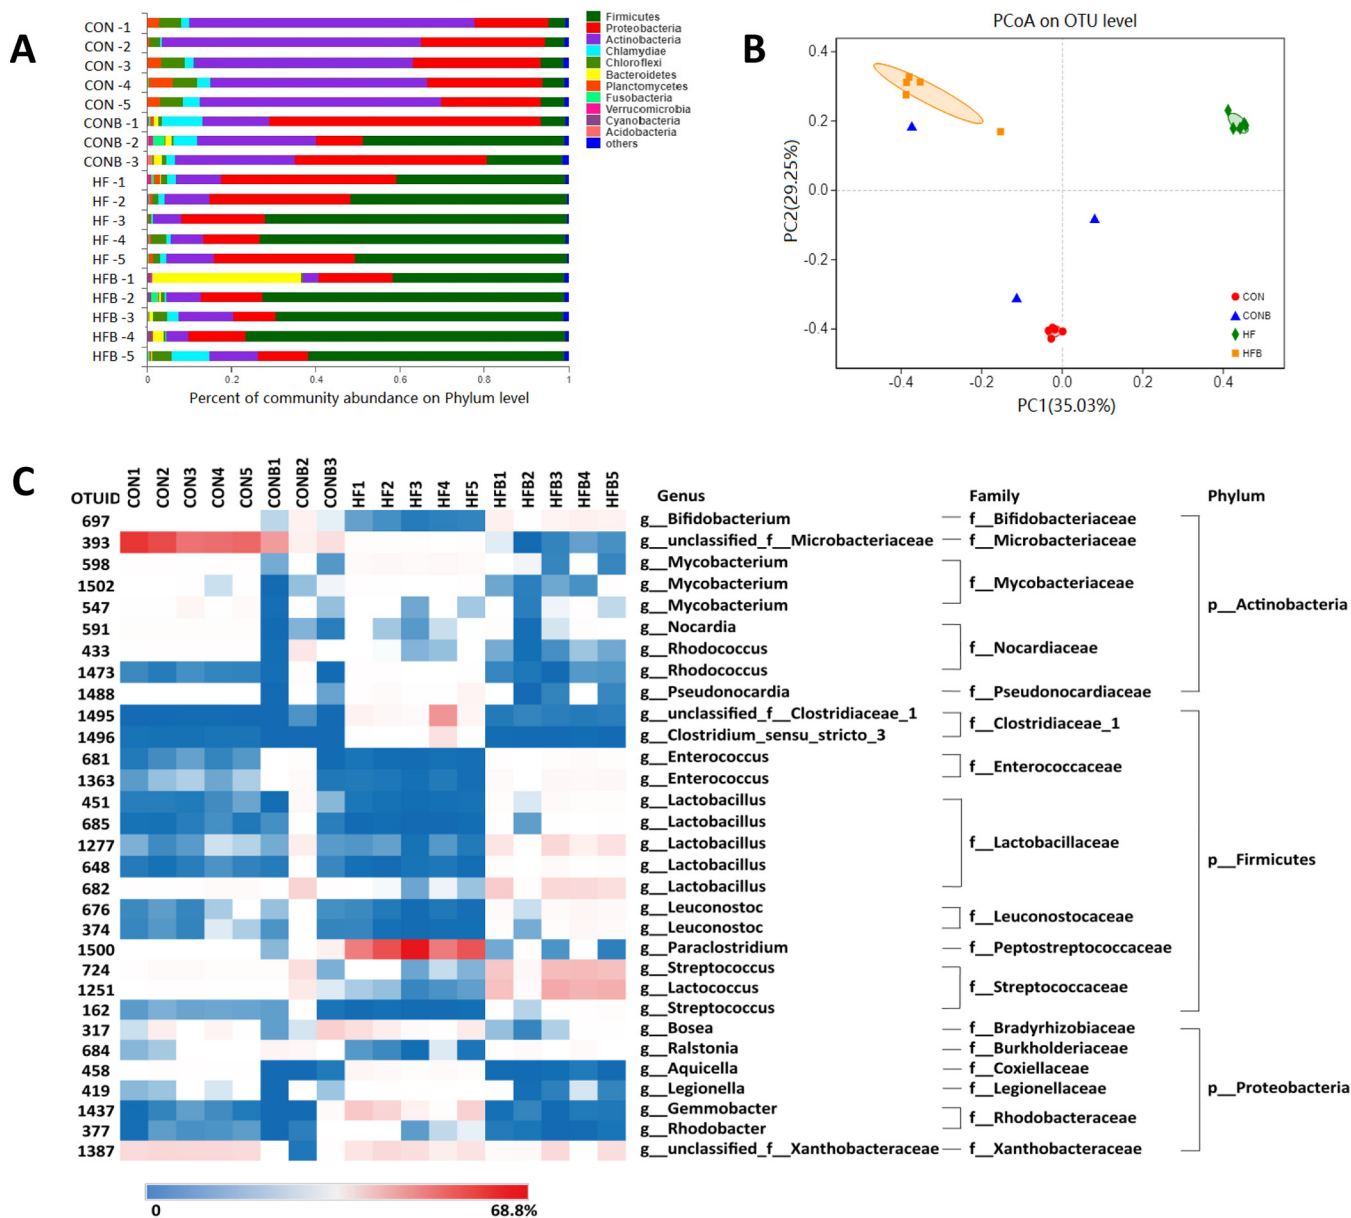 A
CON -1
CON -2
CON -3
CON -4
CON -5
CONB -1
CONB -2
CONB -3
HF -1
HF -2
HF -3
HF -4
HF -5
HFB -1
HFB -2
HFB -3
HFB -4
HFB -5
0
0.2
0.4
0.6
0.8
1
Percent of community abundance on Phylum level
Firmicutes
Proteobacteria
Actinobacteria
Chlamydiae
Chloroflexi
Bacteroidetes
Planctomycetes
Fusobacteria
Verrucomicrobia
Cyanobacteria
Acidobacteria
others
B
PCoA on OTU level
PC2(29.25%)
0.4
0.2
0.0
-0.2
-0.4
-0.4
-0.2
0.0
0.2
0.4
PC1(35.03%)
CON
CONB
HF
HFB
C
OTUID CON1 CON2 CON3 CON4 CON5 CONB1 CONB2 CONB3 HF1 HF2 HF3 HF4 HF5 HFB1 HFB2 HFB3 HFB4 HFB5 Genus Family Phylum
697 g__Bifidobacterium f__Bifidobacteriaceae
393 g__unclassified_f__Microbacteriaceae f__Microbacteriaceae
598 g__Mycobacterium
1502 g__Mycobacterium f__Mycobacteriaceae
547 g__Mycobacterium p__Actinobacteria
591 g__Nocardia
433 g__Rhodococcus f__Nocardiaceae
1473 g__Rhodococcus
1488 g__Pseudonocardia f__Pseudonocardiaceae
1495 g__unclassified_f__Clostridiaceae_1 f__Clostridiaceae_1
1496 g__Clostridium_sensu_stricto_3
681 g__Enterococcus f__Enterococcaceae
1363 g__Enterococcus
451 g__Lactobacillus
685 g__Lactobacillus
1277 g__Lactobacillus f__Lactobacillaceae
648 g__Lactobacillus p__Firmicutes
682 g__Lactobacillus
676 g__Leuconostoc f__Leuconostocaceae
374 g__Leuconostoc
1500 g__Paraclostridium f__Peptostreptococcaceae
724 g__Streptococcus
1251 g__Lactococcus f__Streptococcaceae
162 g__Streptococcus
317 g__Bosea f__Bradyrhizobiaceae
684 g__Ralstonia f__Burkholderiaceae
458 g__Aquicella f__Coxiellaceae
419 g__Legionella f__Legionellaceae p__Proteobacteria
1437 g__Gemmobacter f__Rhodobacteraceae
377 g__Rhodobacter
1387 g__unclassified_f__Xanthobacteraceae f__Xanthobacteraceae
0 68.8%